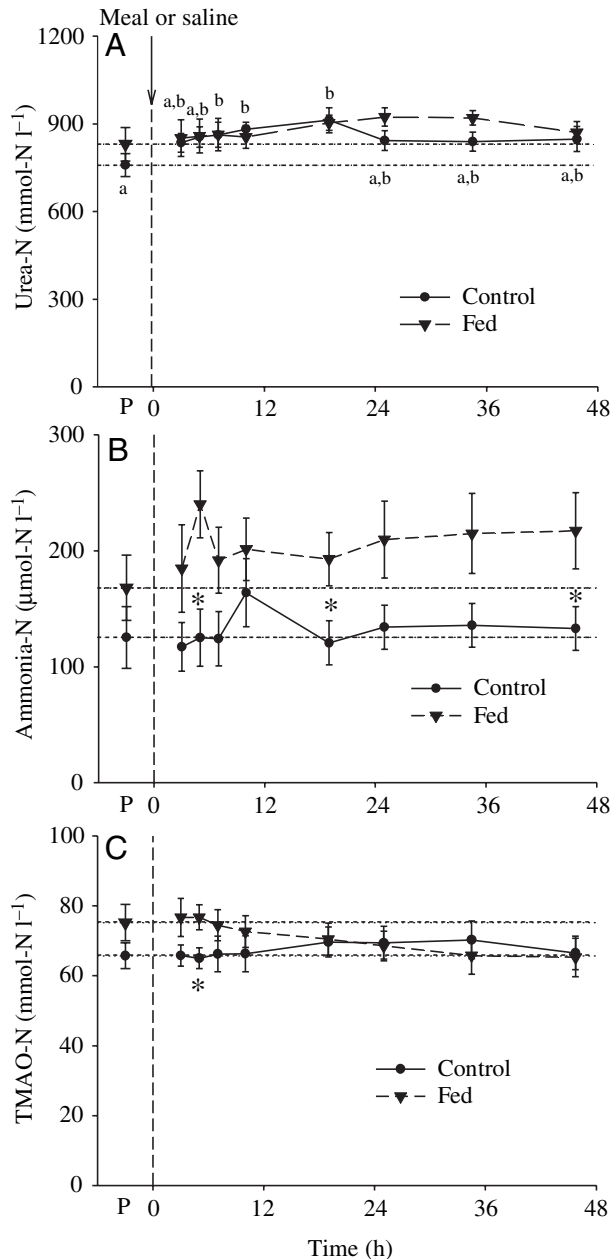 Meal or saline
A
1200
900
600
300
0
Urea-N (mmol-N l–1)
a,b
a,b
b
b
b
a
a,b
a,b
a,b
Control
Fed
P 0 12 24 36 48
B
300
200
100
0
Ammonia-N (µmol-N l–1)
*
*
*
Control
Fed
P 0 12 24 36 48
C
100
80
60
40
20
0
TMAO-N (mmol-N l–1)
*
Control
Fed
P 0 12 24 36 48
Time (h)